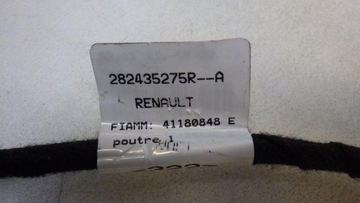 282435275R--A
RENAULT
FIAMM: 41180848 E
poutre 1